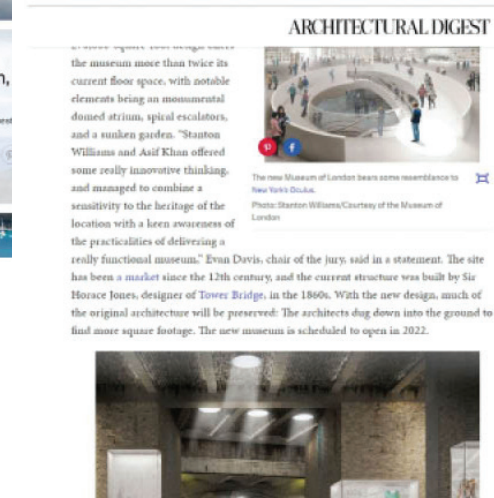 ARCHITECTURAL DIGEST
the museum more than twice its
current floor space, with notable
elements being an monumental
domed atrium, spiral escalators,
and a sunken garden. "Stanton
Williams and Asif Khan offered
some really innovative thinking,
and managed to combine a
sensitivity to the heritage of the
location with a keen awareness of
the practicalities of delivering a
The new Museum of London bears some resemblance to
New York's Oculus.
Photo: Stanton Williams/Courtesy of the Museum of
London
really functional museum," Evan Davis, chair of the jury, said in a statement. The site
has been a market since the 12th century, and the current structure was built by Sir
Horace Jones, designer of Tower Bridge, in the 1860s. With the new design, much of
the original architecture will be preserved: The architects dug down into the ground to
find more square footage. The new museum is scheduled to open in 2022.